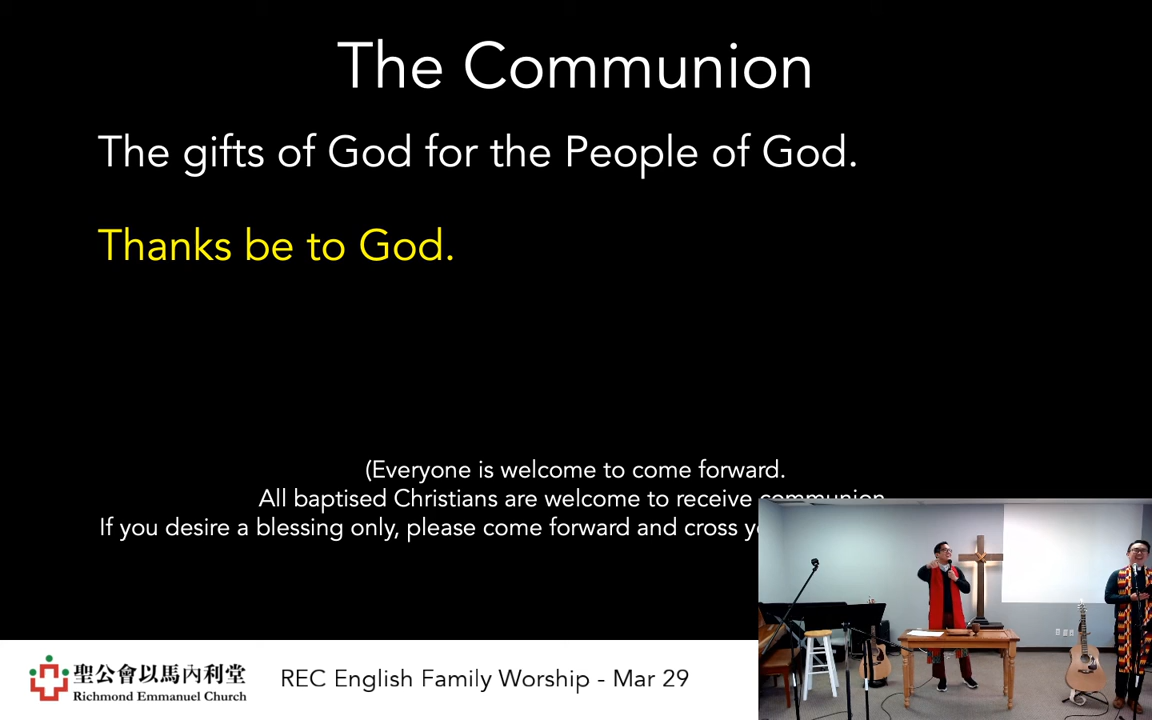 The Communion
The gifts of God for the People of God.
Thanks be to God.
(Everyone is welcome to come forward.
All baptised Christians are welcome to receive communion
If you desire a blessing only, please come forward and cross
聖公會以馬內利堂
Richmond Emmanuel Church
REC English Family Worship - Mar 29